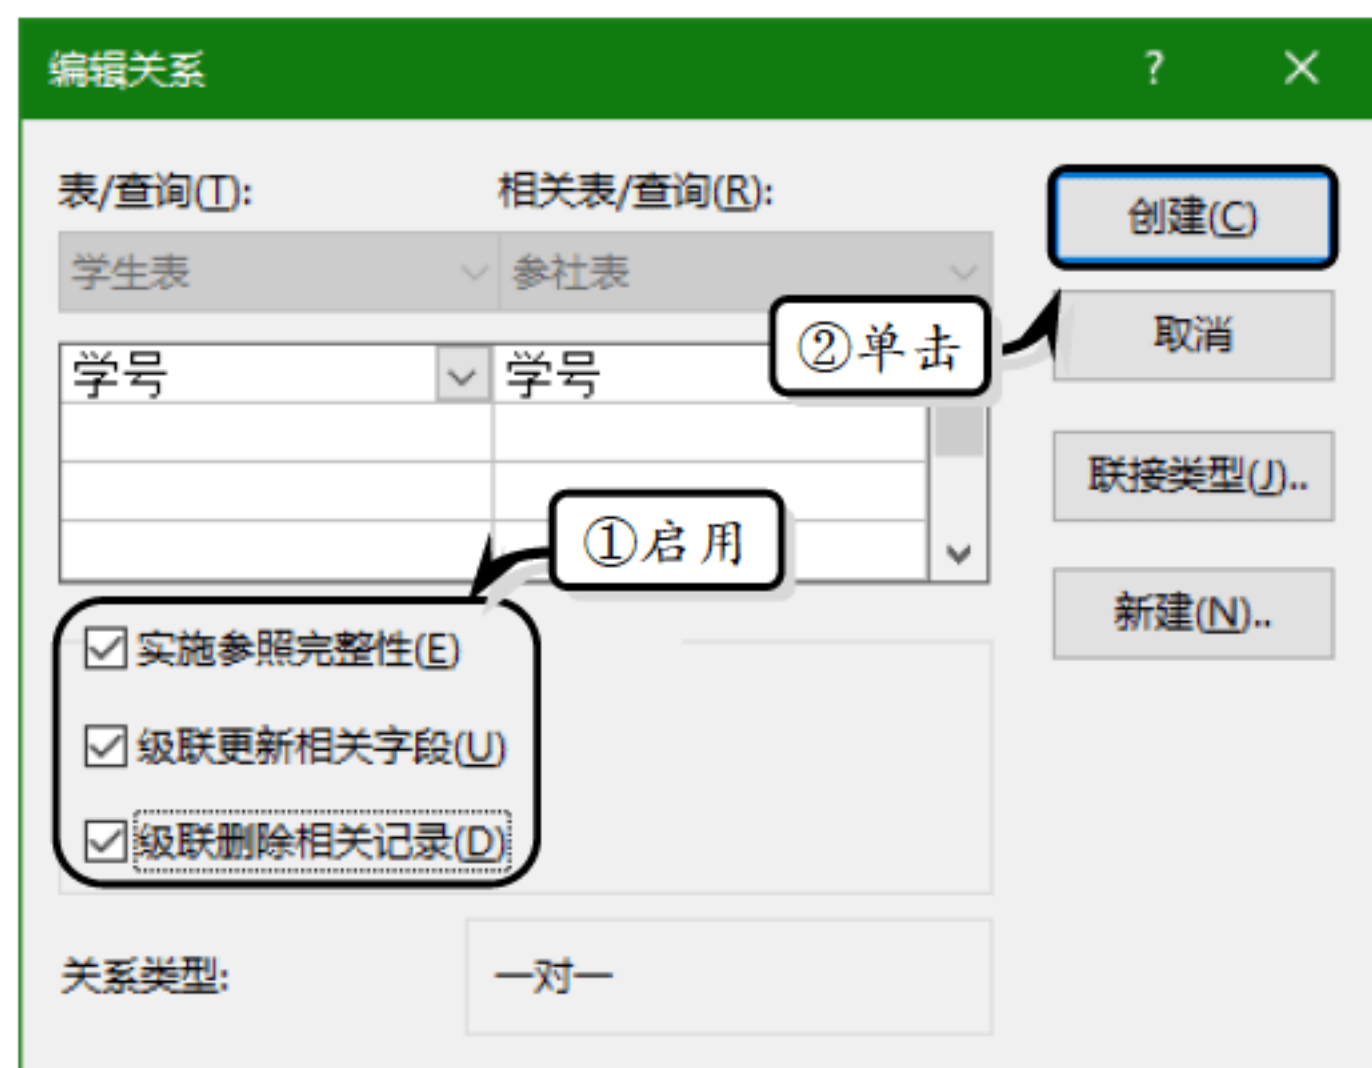 编辑关系
表/查询(T):
相关表/查询(R):
创建(C)
学生表
参社表
②单击
取消
学号
学号
联接类型(J)..
①启用
新建(N)..
实施参照完整性(E)
级联更新相关字段(U)
级联删除相关记录(D)
关系类型:
一对一